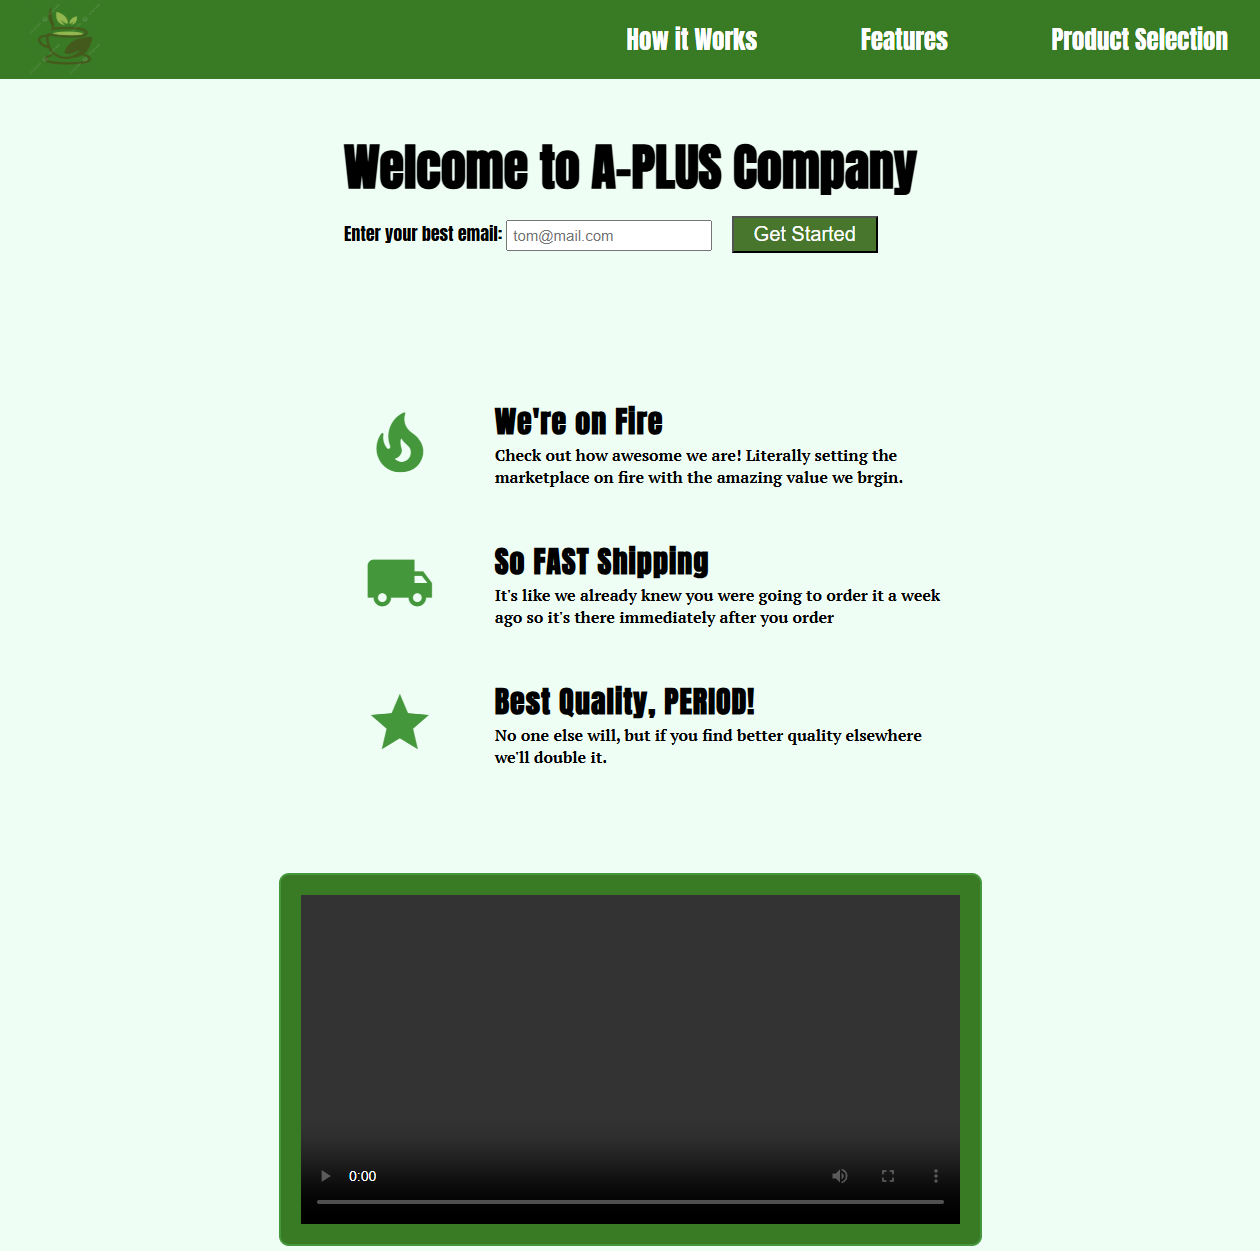 How it Works Features Product Selection
Welcome to A-PLUS Company
Enter your best email: tom@mail.com Get Started
We're on Fire
Check out how awesome we are! Literally setting the
marketplace on fire with the amazing value we brgin.
So FAST Shipping
It's like we already knew you were going to order it a week
ago so it's there immediately after you order
Best Quality, PERIOD!
No one else will, but if you find better quality elsewhere
we'll double it.
0:00